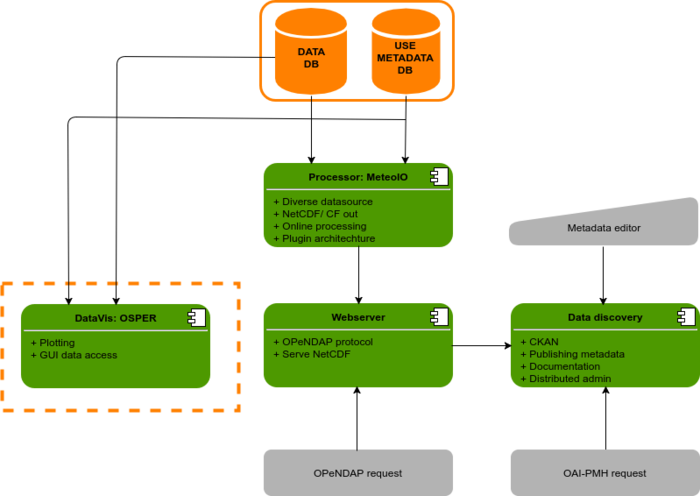 DATA
DB
USE
METADATA
DB
Processor: MeteoIO
+ Diverse datasource
+ NetCDF/ CF out
+ Online processing
+ Plugin architechture
Metadata editor
DataVis: OSPER
+ Plotting
+ GUI data access
Webserver
+ OPeNDAP protocol
+ Serve NetCDF
Data discovery
+ CKAN
+ Publishing metadata
+ Documentation
+ Distributed admin
OPeNDAP request
OAI-PMH request